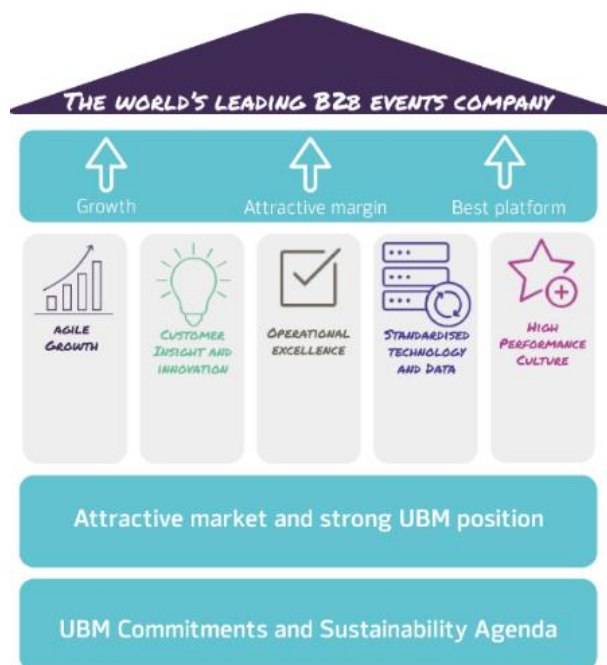 THE WORLD'S LEADING B2B EVENTS COMPANY
Growth
Attractive margin
Best platform
AGILE
GROWTH
CUSTOMER
INSIGHT AND
INNOVATION
OPERATIONAL
EXCELLENCE
STANDARDISED
TECHNOLOGY
AND DATA
HIGH
PERFORMANCE
CULTURE
Attractive market and strong UBM position
UBM Commitments and Sustainability Agenda